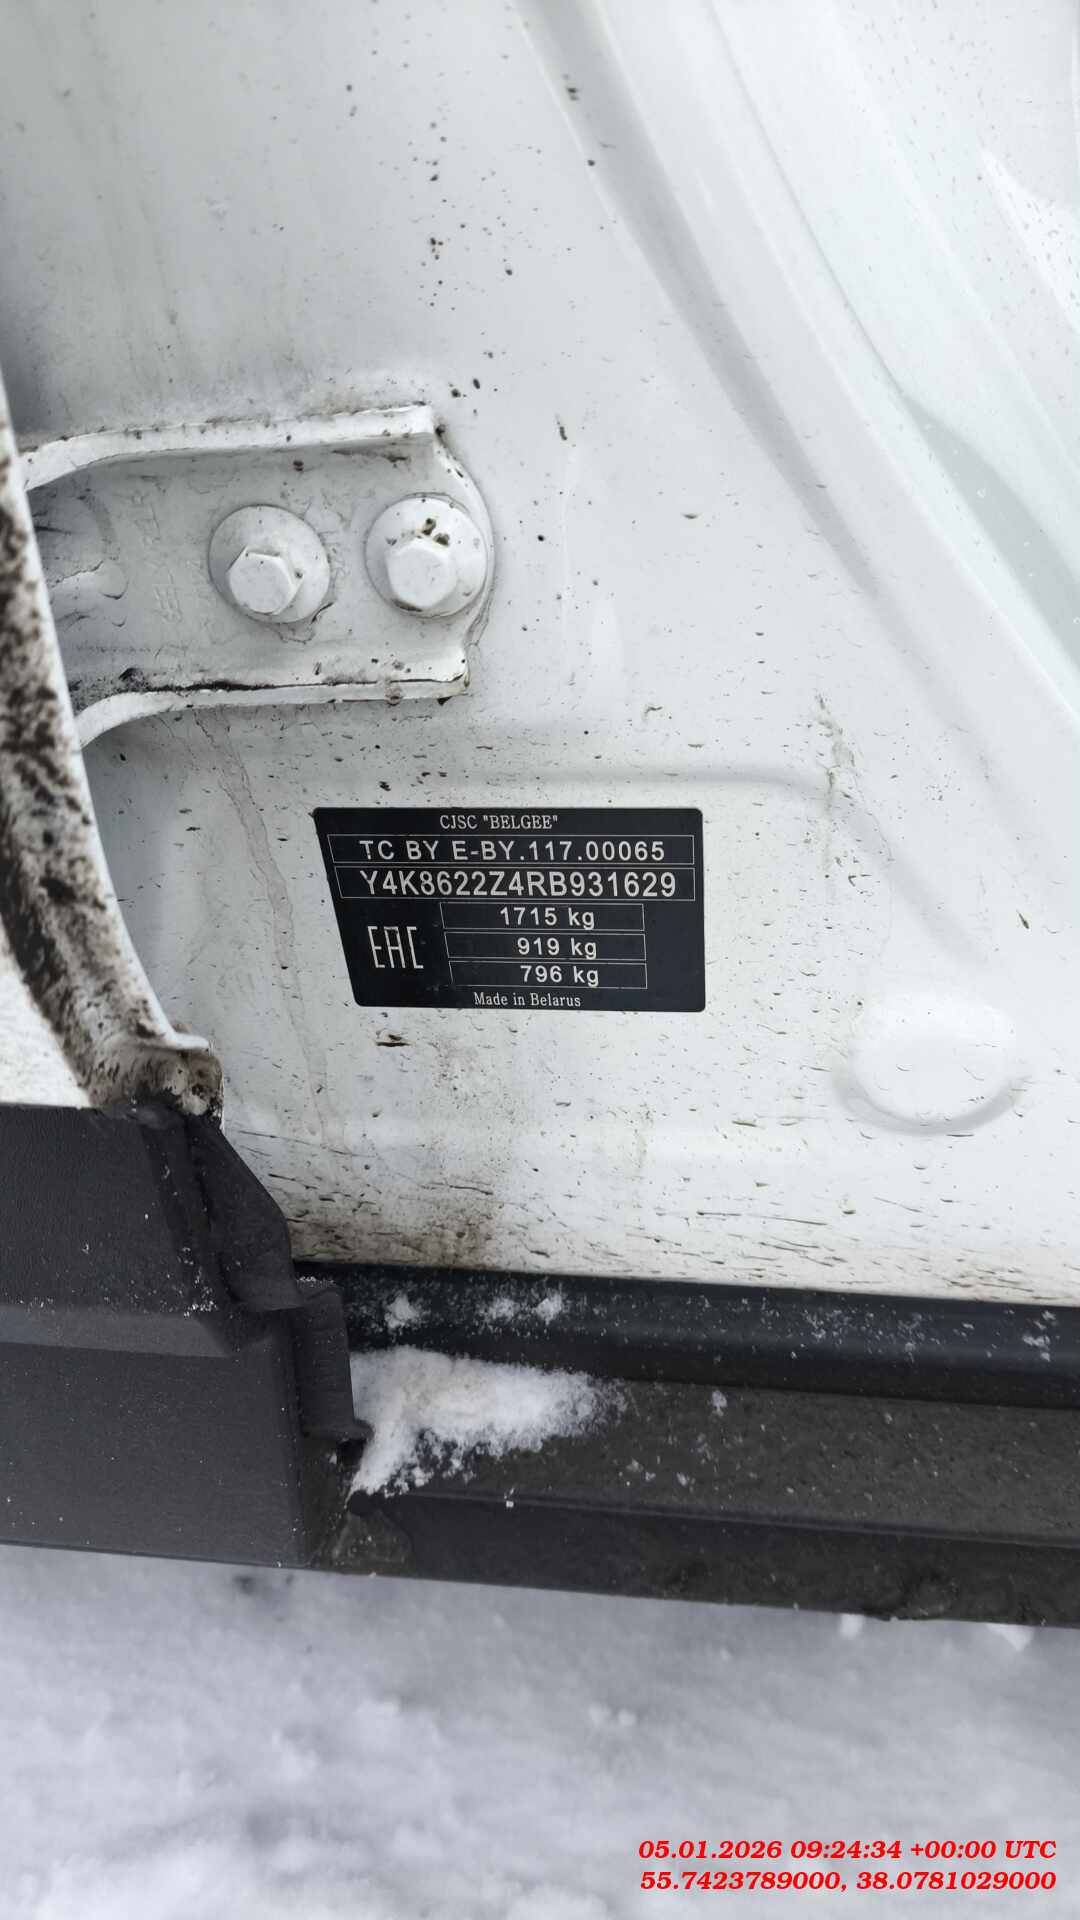 CJSC "BELGEE"
TC BY E-BY.117.00065
Y4K8622Z4RB931629
1715 kg
EAC
919 kg
796 kg
Made in Belarus
05.01.2026 09:24:34 +00:00 UTC
55.7423789000, 38.0781029000